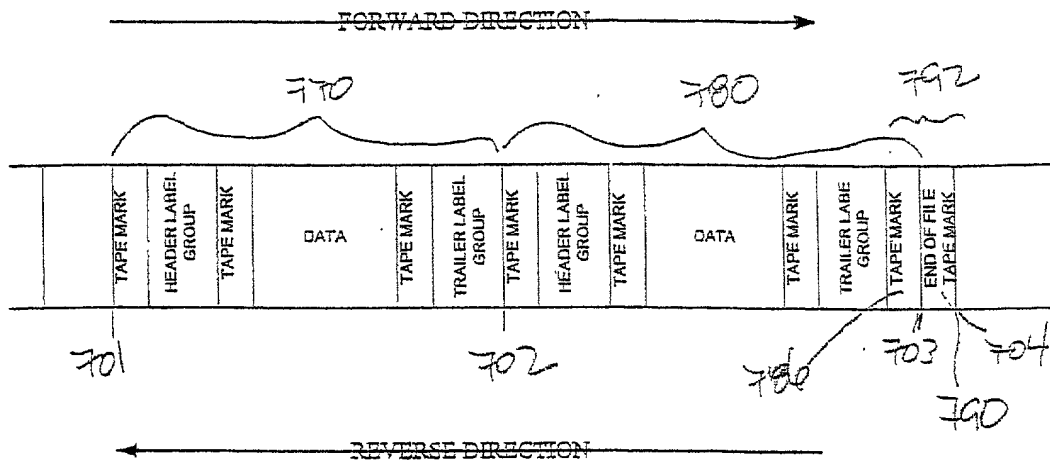 FORWARD DIRECTION
770
780
792
TAPE MARK
HEADER LABEL
GROUP
TAPE MARK
DATA
TAPE MARK
TRAILER LABEL
GROUP
TAPE MARK
HEADER LABEL
GROUP
TAPE MARK
DATA
TAPE MARK
TRAILER LABE
GROUP
TAPE MARK
END OF FILE
TAPE MARK
701
702
786
703
704
790
REVERSE DIRECTION